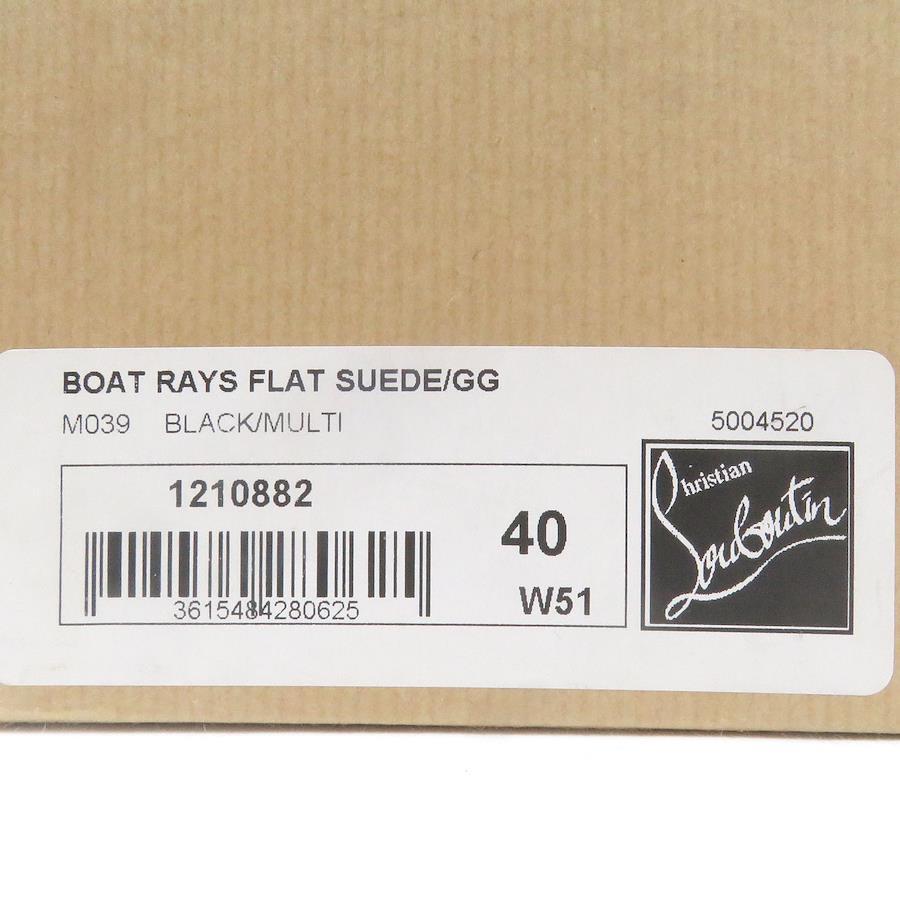 BOAT RAYS FLAT SUEDE/GG
M039 BLACK/MULTI
5004520
1210882
3615484280625
40
W51
Christian
Louboutin